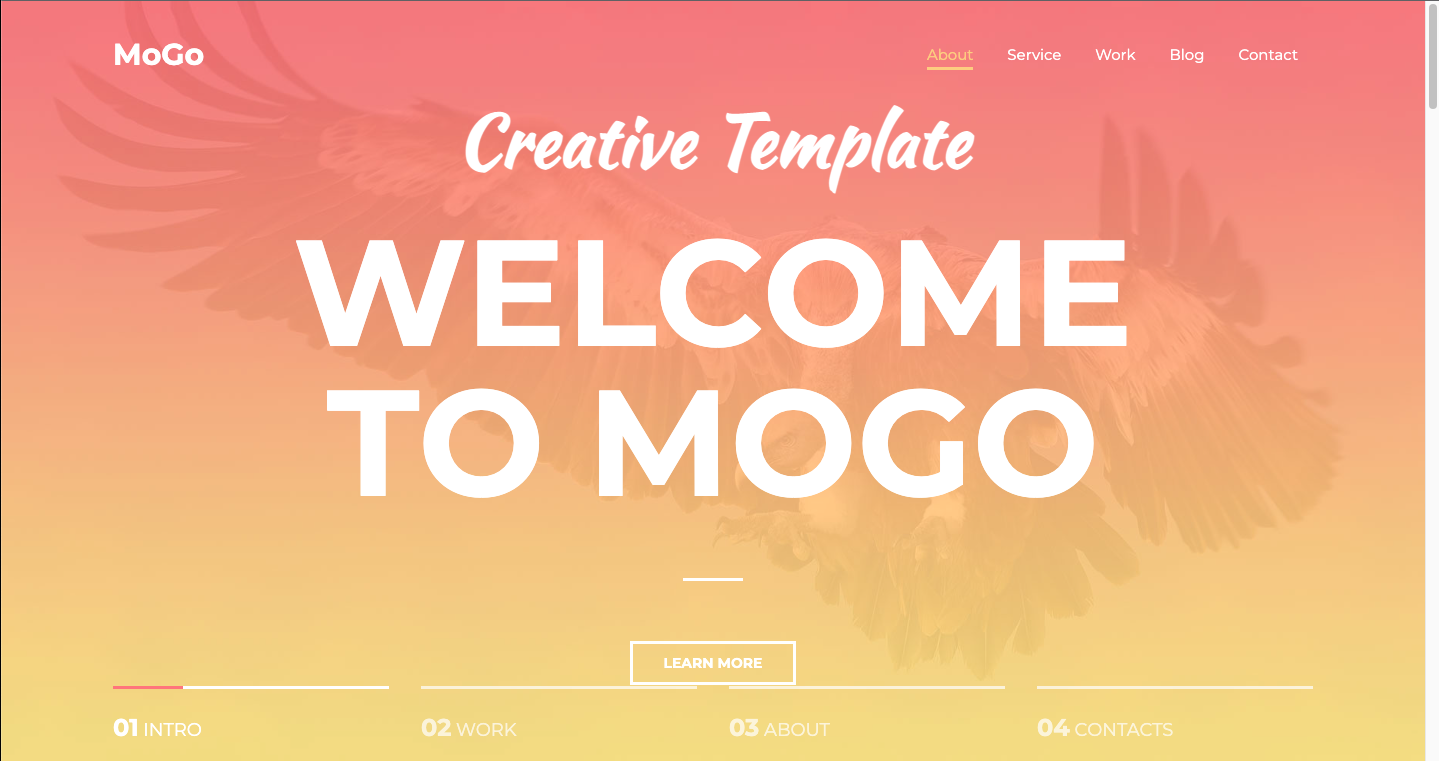 MoGo
About Service Work Blog Contact
Creative Template
WELCOME
TO MOGO
LEARN MORE
01 INTRO
02 WORK
03 ABOUT
04 CONTACTS